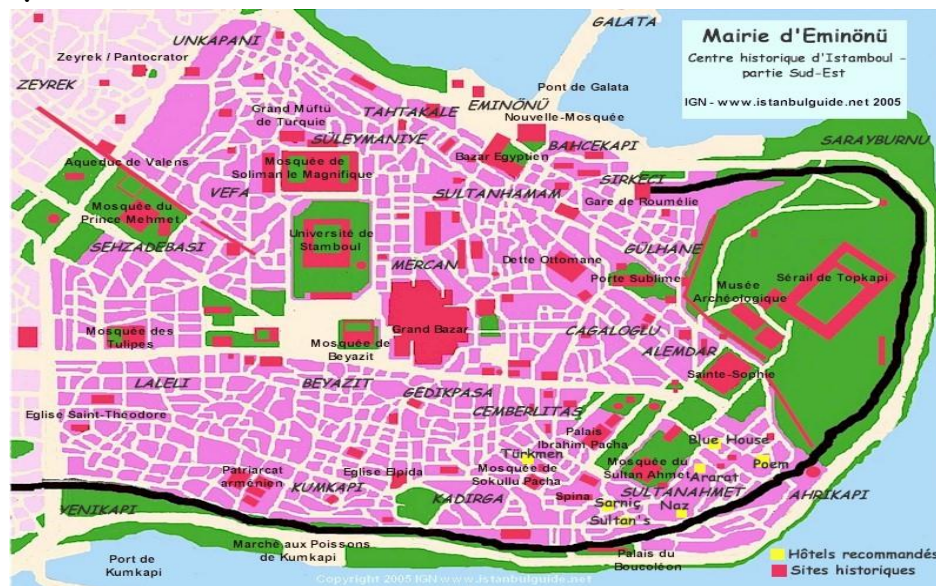 Mairie d'Eminönü
Centre historique d'Istamboul -
partie Sud-Est
IGN - www.istanbulguide.net 2005
GALATA
Pont de Galata
UNKAPANI
Zeyrek / Pantocrator
ZEYREK
Grand Müftü
de Turquie
TAHTAKALE
EMINÖNÜ
Nouvelle-Mosquée
SÜLEYMANIYE
Bazar Egyptien
BAHCEKAPI
SARAYBURNU
Aqueduc de Valens
Mosquée de
Soliman le Magnifique
SIRKECI
Gare de Roumélie
VEFA
SULTANHAMAM
Mosquée du
Prince Mehmet
SEHZADEBASI
Université de
Stamboul
GÜLHANE
MERCAN
Dette Ottomane
Porte Sublime
Sérail de Topkapi
Musée
Archéologique
Mosquée des
Tulipes
Mosquée de
Beyazit
Grand Bazar
CAGALOGLU
ALEMDAR
Sainte-Sophie
LALELI
BEYAZIT
GEDIKPASA
CEMBERLITAS
Eglise Saint-Théodore
Palais
Ibrahim Pacha
Blue House
Türkmen
Patriarcat
arménien
Eglise Elpida
Mosquée de
Sokullu Pacha
Mosquée du
Sultan Ahmet
Ararat
Poem
KUMKAPI
KADIRGA
Spina
SULTANAHMET
AHRIKAPI
Sarniç
Naz
Sultan's
YENIKAPI
Port de
Kumkapi
Marché aux Poissons
de Kumkapi
Palais du
Boucoléon
Hôtels recommandés
Sites historiques
Copyright 2005 IGN www.istanbulguide.net